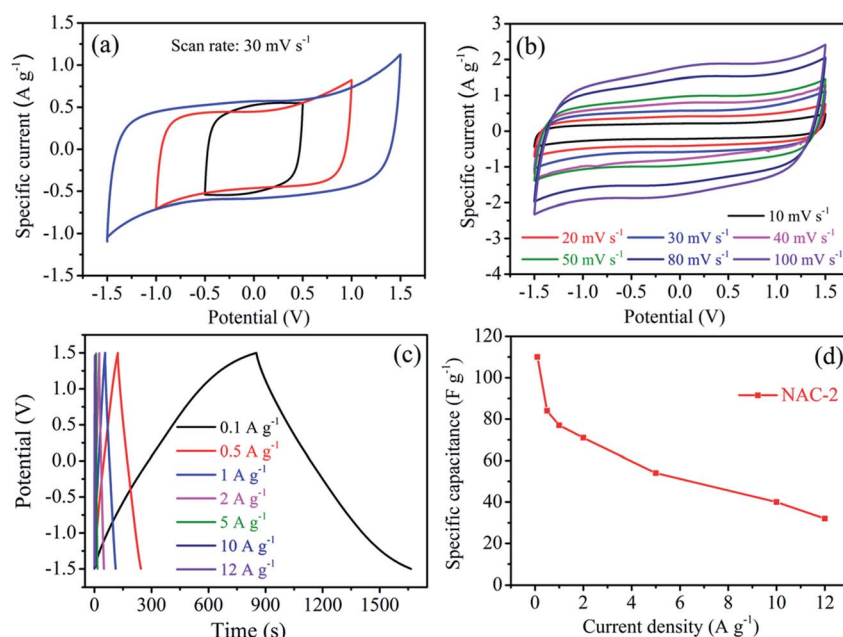 (a)
Scan rate: 30 mV s⁻¹
Specific current (A g⁻¹)
1.5
1.0
0.5
0.0
-0.5
-1.0
-1.5
-1.5 -1.0 -0.5 0.0 0.5 1.0 1.5
Potential (V)
(b)
Specific current (A g⁻¹)
4
3
2
1
0
-1
-2
-3
-4
10 mV s⁻¹
20 mV s⁻¹ 30 mV s⁻¹ 40 mV s⁻¹
50 mV s⁻¹ 80 mV s⁻¹ 100 mV s⁻¹
-1.5 -1.0 -0.5 0.0 0.5 1.0 1.5
Potential (V)
(c)
Potential (V)
1.5
1.0
0.5
0.0
-0.5
-1.0
-1.5
0.1 A g⁻¹
0.5 A g⁻¹
1 A g⁻¹
2 A g⁻¹
5 A g⁻¹
10 A g⁻¹
12 A g⁻¹
0 300 600 900 1200 1500
Time (s)
(d)
Specific capacitance (F g⁻¹)
120
100
80
60
40
20
0
NAC-2
0 2 4 6 8 10 12
Current density (A g⁻¹)